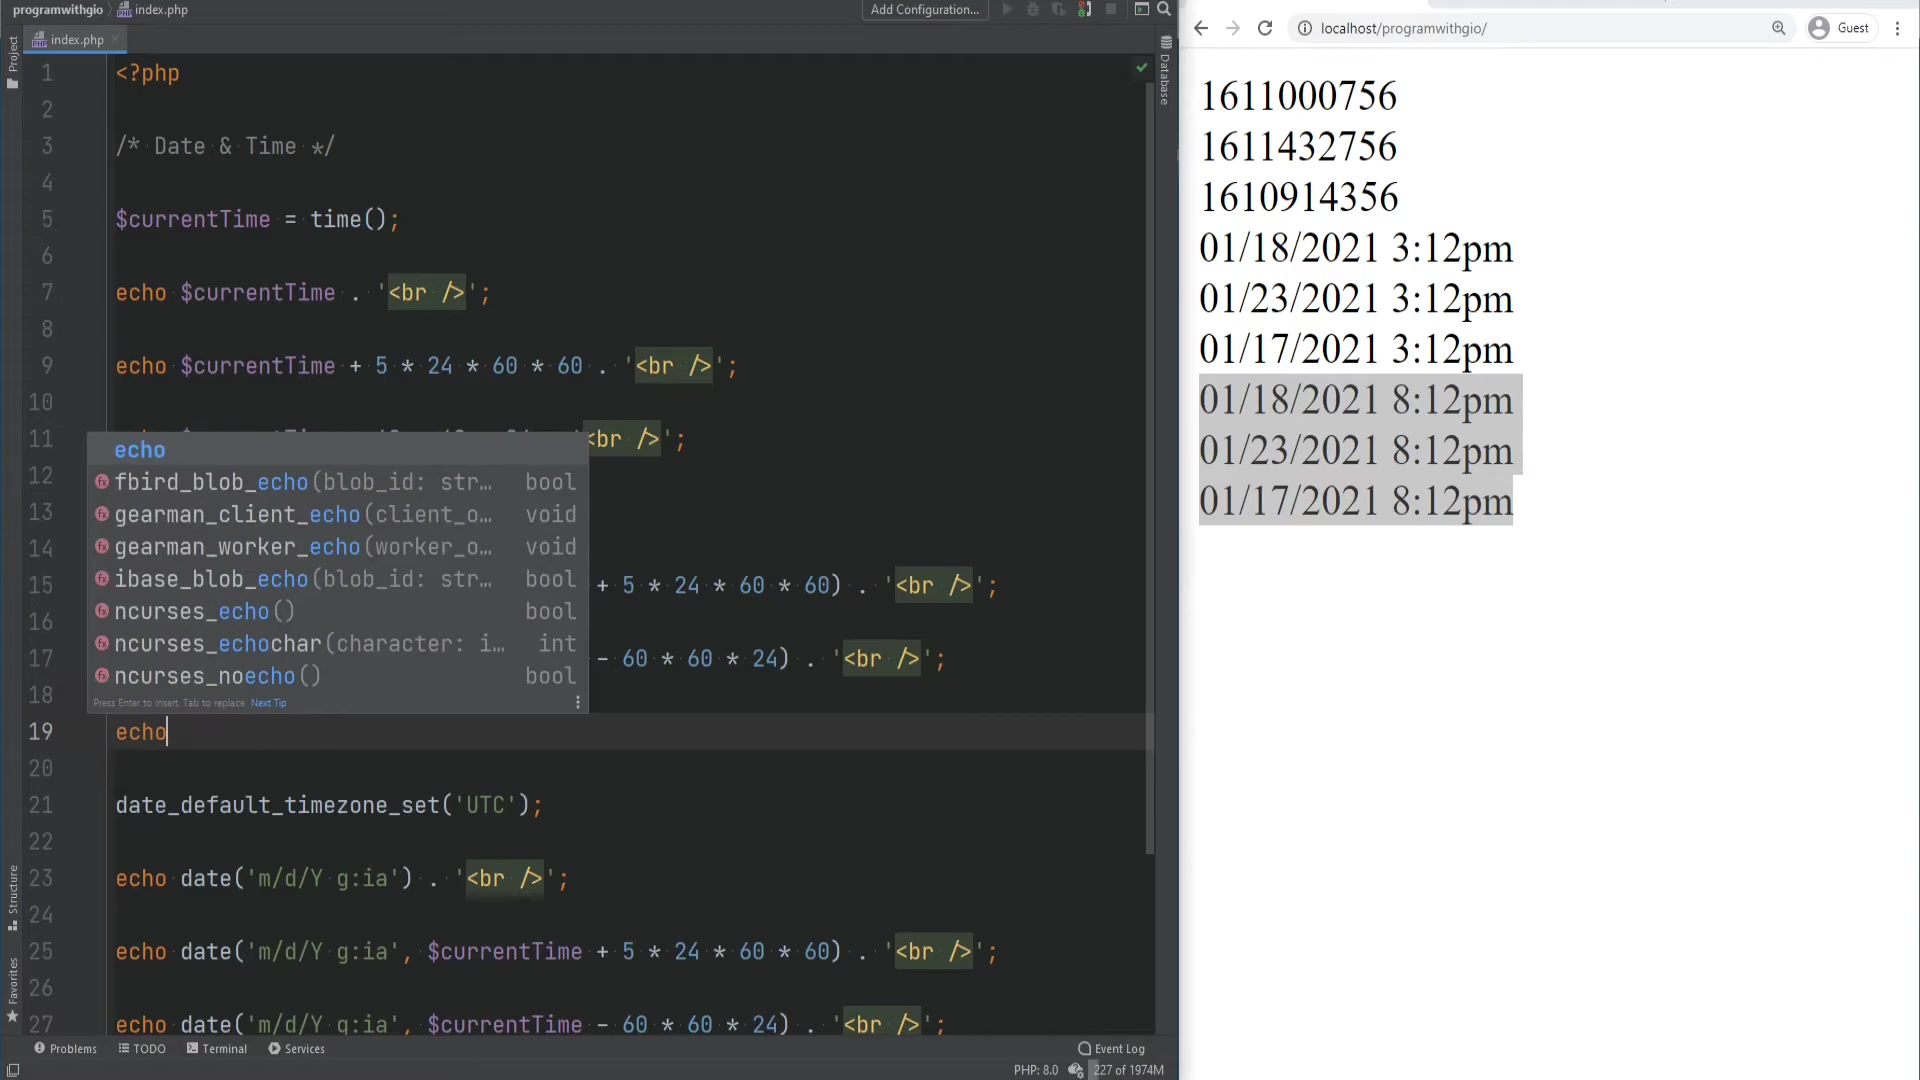 programwithgio index.php Add Configuration...
index.php
Project
Database
1 <?php
2
3 /* Date & Time */
4
5 $currentTime = time();
6
7 echo $currentTime . '<br />';
8
9 echo $currentTime + 5 * 24 * 60 * 60 . '<br />';
10
11 <br />';
12
13
14
15 + 5 * 24 * 60 * 60) . '<br />';
16
17 - 60 * 60 * 24) . '<br />';
18
echo
fbird_blob_echo(blob_id: str... bool
gearman_client_echo(client_o... void
gearman_worker_echo(worker_o... void
ibase_blob_echo(blob_id: str... bool
ncurses_echo() bool
ncurses_echochar(character: i... int
ncurses_noecho() bool
Press Enter to insert, Tab to replace Next Tip
19 echo
20
21 date_default_timezone_set('UTC');
22
23 echo date('m/d/Y g:ia') . '<br />';
24
25 echo date('m/d/Y g:ia', $currentTime + 5 * 24 * 60 * 60) . '<br />';
26
27 echo date('m/d/Y g:ia', $currentTime - 60 * 60 * 24) . '<br />';
Structure
Favorites
Problems TODO Terminal Services Event Log
PHP: 8.0 227 of 1974M
localhost/programwithgio/ Guest
1611000756
1611432756
1610914356
01/18/2021 3:12pm
01/23/2021 3:12pm
01/17/2021 3:12pm
01/18/2021 8:12pm
01/23/2021 8:12pm
01/17/2021 8:12pm